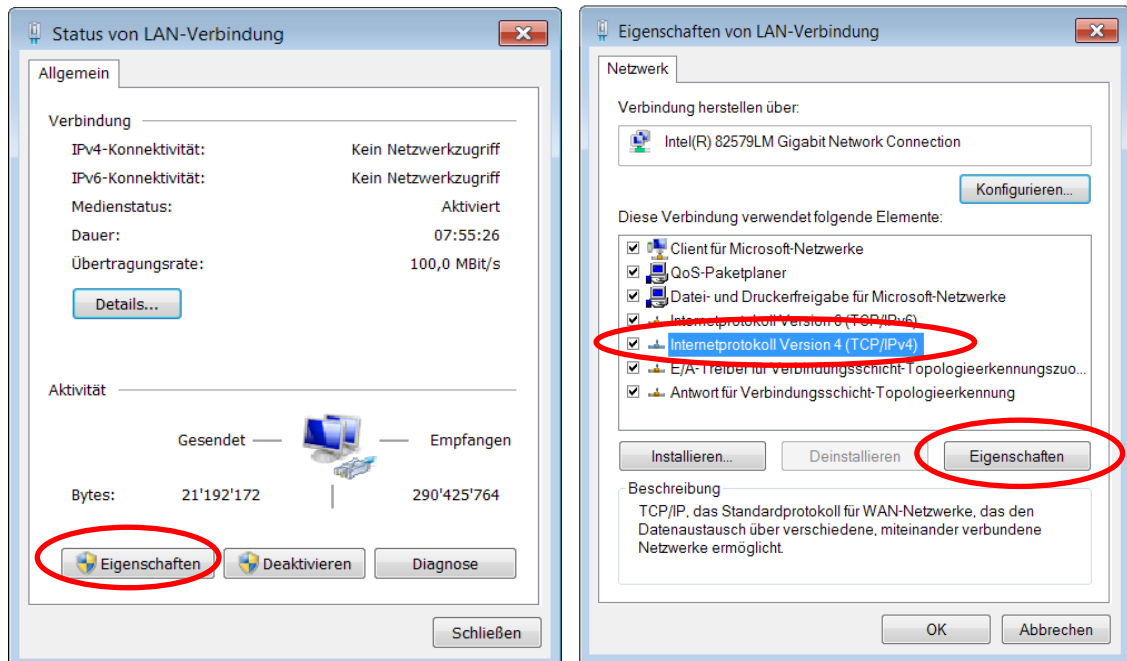 Status von LAN-Verbindung
Allgemein
Verbindung
IPv4-Konnektivität: Kein Netzwerkzugriff
IPv6-Konnektivität: Kein Netzwerkzugriff
Medienstatus: Aktiviert
Dauer: 07:55:26
Übertragungsrate: 100,0 MBit/s
Details...
Aktivität
Gesendet Empfangen
Bytes: 21'192'172 290'425'764
Eigenschaften Deaktivieren Diagnose
Schließen
Eigenschaften von LAN-Verbindung
Netzwerk
Verbindung herstellen über:
Intel(R) 82579LM Gigabit Network Connection
Konfigurieren...
Diese Verbindung verwendet folgende Elemente:
Client für Microsoft-Netzwerke
QoS-Paketplaner
Datei- und Druckerfreigabe für Microsoft-Netzwerke
Internetprotokoll Version 6 (TCP/IPv6)
Internetprotokoll Version 4 (TCP/IPv4)
E/A-Treiber für Verbindungsschicht-Topologieerkennungszuo...
Antwort für Verbindungsschicht-Topologieerkennung
Installieren... Deinstallieren Eigenschaften
Beschreibung
TCP/IP, das Standardprotokoll für WAN-Netzwerke, das den
Datenaustausch über verschiedene, miteinander verbundene
Netzwerke ermöglicht.
OK Abbrechen